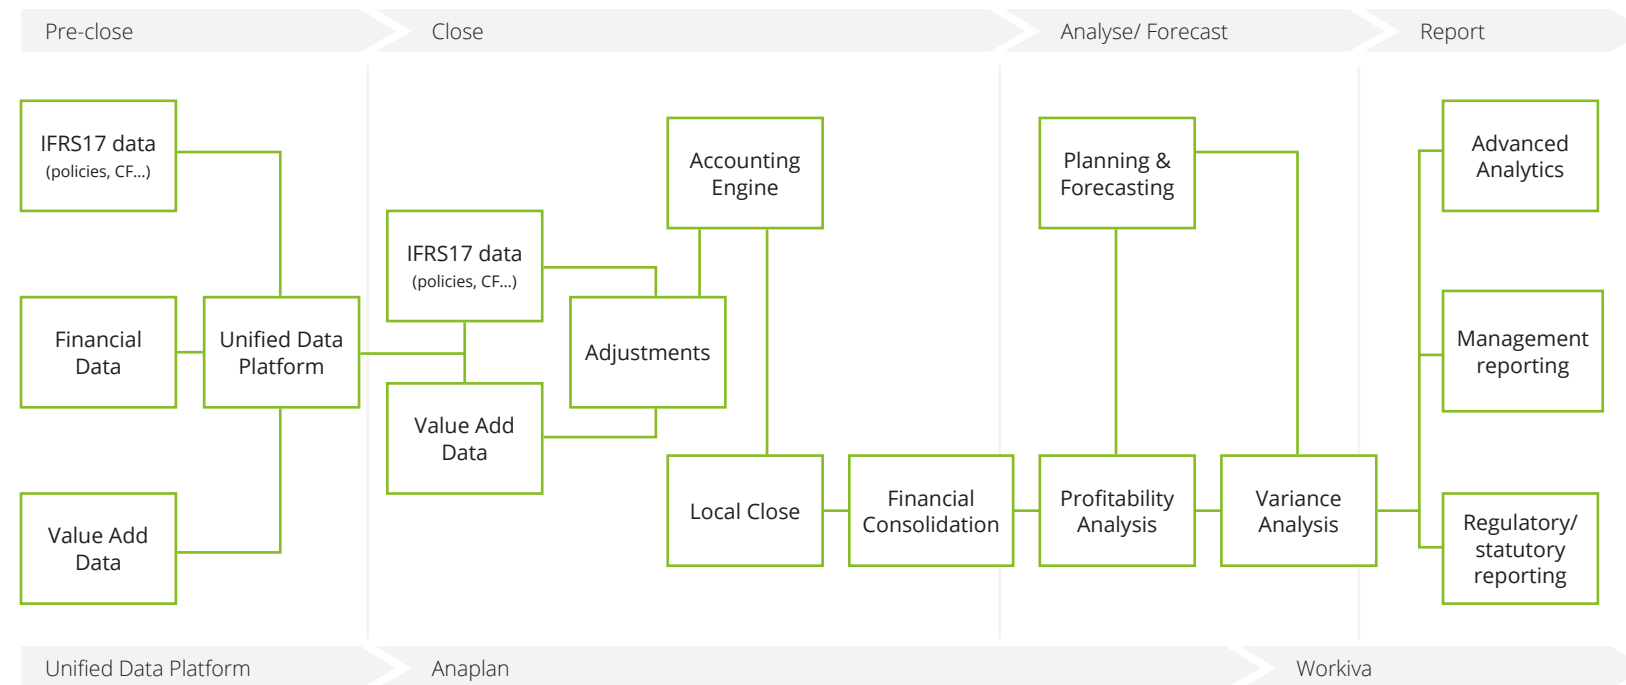 Pre-close
Close
Analyse/ Forecast
Report
IFRS17 data
(policies, CF...)
Financial
Data
Value Add
Data
Unified Data
Platform
IFRS17 data
(policies, CF...)
Value Add
Data
Adjustments
Accounting
Engine
Local Close
Financial
Consolidation
Planning &
Forecasting
Profitability
Analysis
Variance
Analysis
Advanced
Analytics
Management
reporting
Regulatory/
statutory
reporting
Unified Data Platform
Anaplan
Workiva